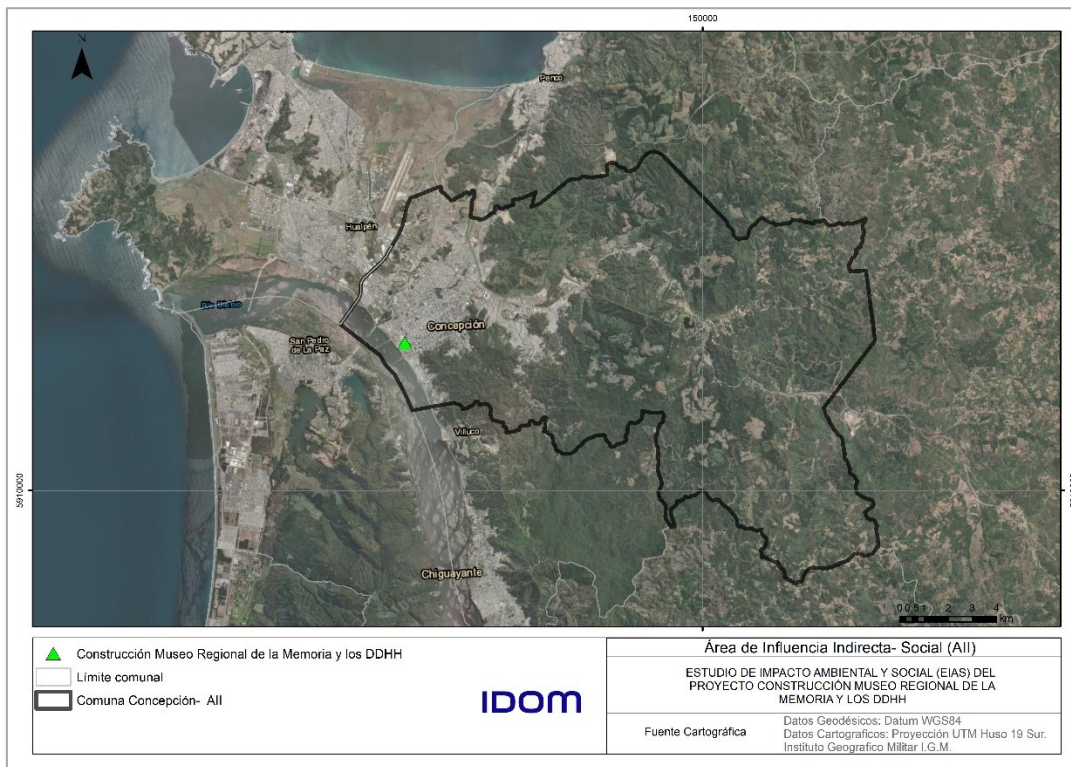 150000
N
Penco
Hualpén
Río Biobío
Concepción
San Pedro
de La Paz
Villuco
5910000
Chiguayante
0 0.5 1 2 3 4
km
Construcción Museo Regional de la Memoria y los DDHH
Límite comunal
Comuna Concepción- AII
IDOM
Área de Influencia Indirecta- Social (AII)
ESTUDIO DE IMPACTO AMBIENTAL Y SOCIAL (EIAS) DEL
PROYECTO CONSTRUCCIÓN MUSEO REGIONAL DE LA
MEMORIA Y LOS DDHH
Fuente Cartográfica
Datos Geodésicos: Datum WGS84
Datos Cartograficos: Proyección UTM Huso 19 Sur.
Instituto Geografico Militar I.G.M.